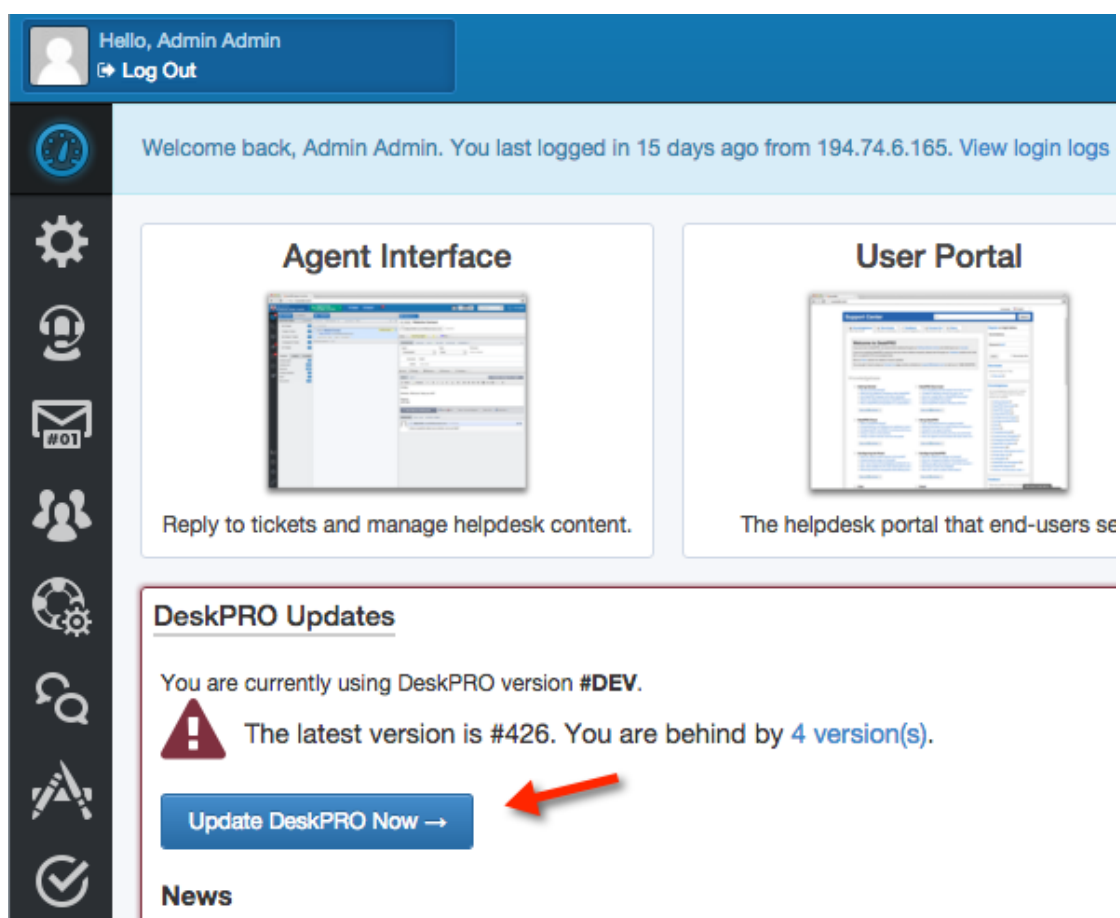 Hello, Admin Admin
Log Out
Welcome back, Admin Admin. You last logged in 15 days ago from 194.74.6.165. View login logs
Agent Interface
User Portal
Support Center
Reply to tickets and manage helpdesk content.
The helpdesk portal that end-users se
#01
DeskPRO Updates
You are currently using DeskPRO version #DEV.
The latest version is #426. You are behind by 4 version(s).
Update DeskPRO Now →
News